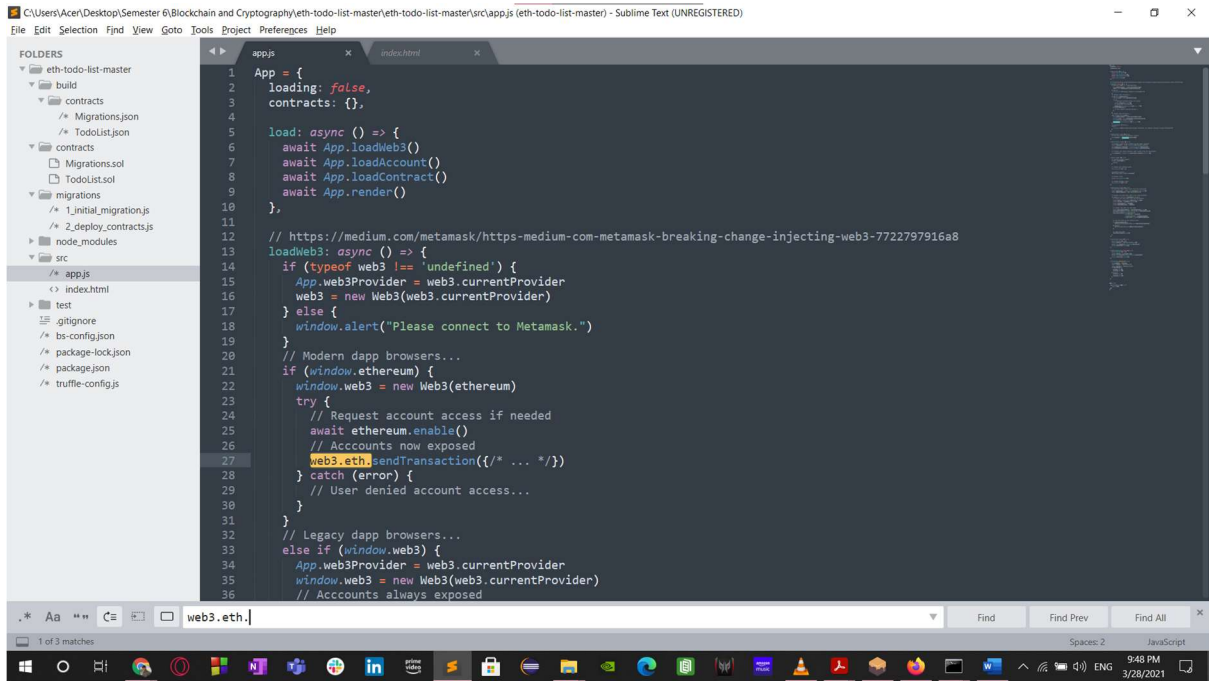 C:\Users\Acer\Desktop\Semester 6\Blockchain and Cryptography\eth-todo-list-master\eth-todo-list-master\src\app.js (eth-todo-list-master) - Sublime Text (UNREGISTERED)
File Edit Selection Find View Goto Tools Project Preferences Help
FOLDERS
eth-todo-list-master
build
contracts
/* Migrations.json
/* TodoList.json
contracts
Migrations.sol
TodoList.sol
migrations
/* 1_initial_migration.js
/* 2_deploy_contracts.js
node_modules
src
/* app.js
<> index.html
test
.gitignore
/* bs-config.json
/* package-lock.json
/* package.json
/* truffle-config.js
app.js × index.html ×
1 App = {
2 loading: false,
3 contracts: {},
4
5 load: async () => {
6 await App.loadWeb3()
7 await App.loadAccount()
8 await App.loadContract()
9 await App.render()
10 },
11
12 // https://medium.com/metamask/https-medium-com-metamask-breaking-change-injecting-web3-7722797916a8
13 loadWeb3: async () => {
14 if (typeof web3 !== 'undefined') {
15 App.web3Provider = web3.currentProvider
16 web3 = new Web3(web3.currentProvider)
17 } else {
18 window.alert("Please connect to Metamask.")
19 }
20 // Modern dapp browsers...
21 if (window.ethereum) {
22 window.web3 = new Web3(ethereum)
23 try {
24 // Request account access if needed
25 await ethereum.enable()
26 // Acccounts now exposed
27 web3.eth.sendTransaction({/* ... */})
28 } catch (error) {
29 // User denied account access...
30 }
31 }
32 // Legacy dapp browsers...
33 else if (window.web3) {
34 App.web3Provider = web3.currentProvider
35 window.web3 = new Web3(web3.currentProvider)
36 // Acccounts always exposed
.* Aa "" web3.eth. Find Find Prev Find All ×
1 of 3 matches Spaces: 2 JavaScript
in prime video amazon music ENG 9:48 PM
3/28/2021